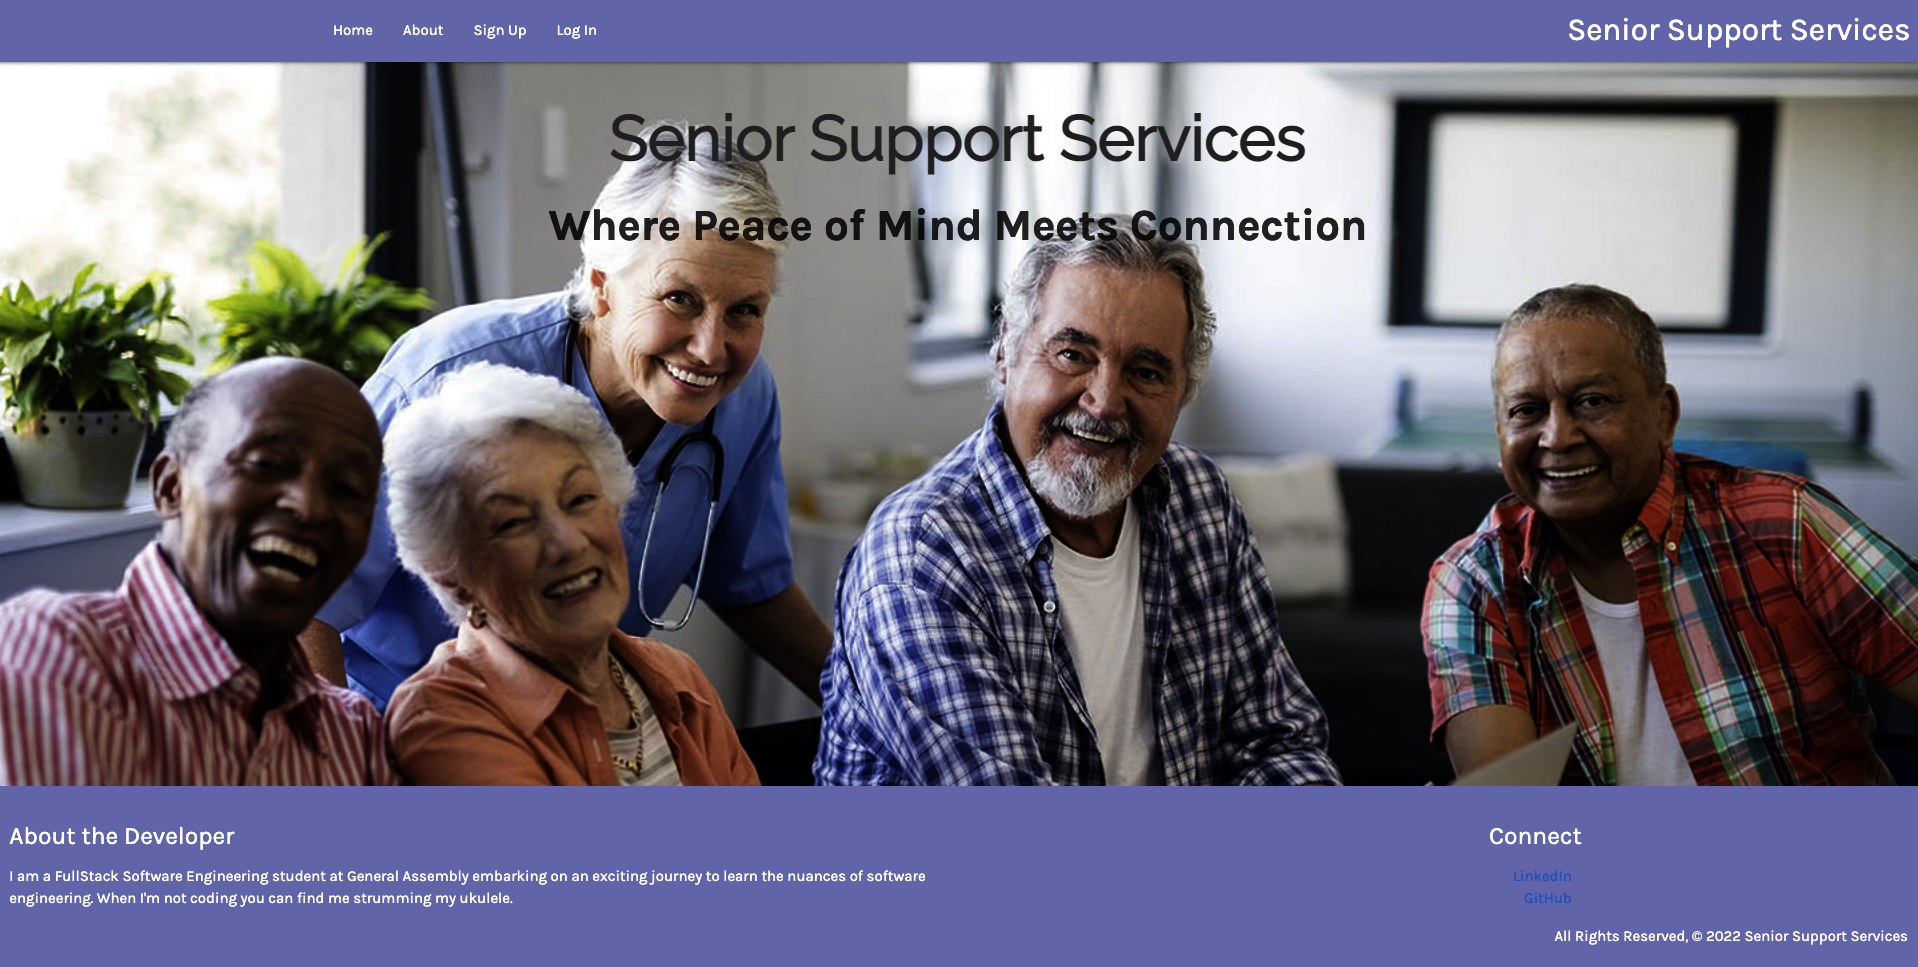 Home About Sign Up Log In Senior Support Services
Senior Support Services
Where Peace of Mind Meets Connection
About the Developer
I am a FullStack Software Engineering student at General Assembly embarking on an exciting journey to learn the nuances of software
engineering. When I'm not coding you can find me strumming my ukulele.
Connect
LinkedIn
GitHub
All Rights Reserved, © 2022 Senior Support Services